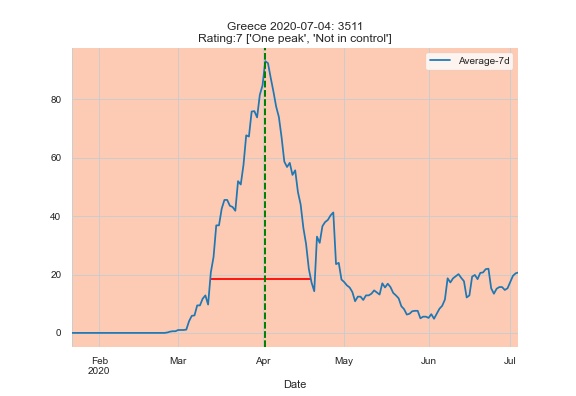 Greece 2020-07-04: 3511
Rating:7 ['One peak', 'Not in control']
Average-7d
80
60
40
20
0
Feb
2020
Mar
Apr
May
Jun
Jul
Date